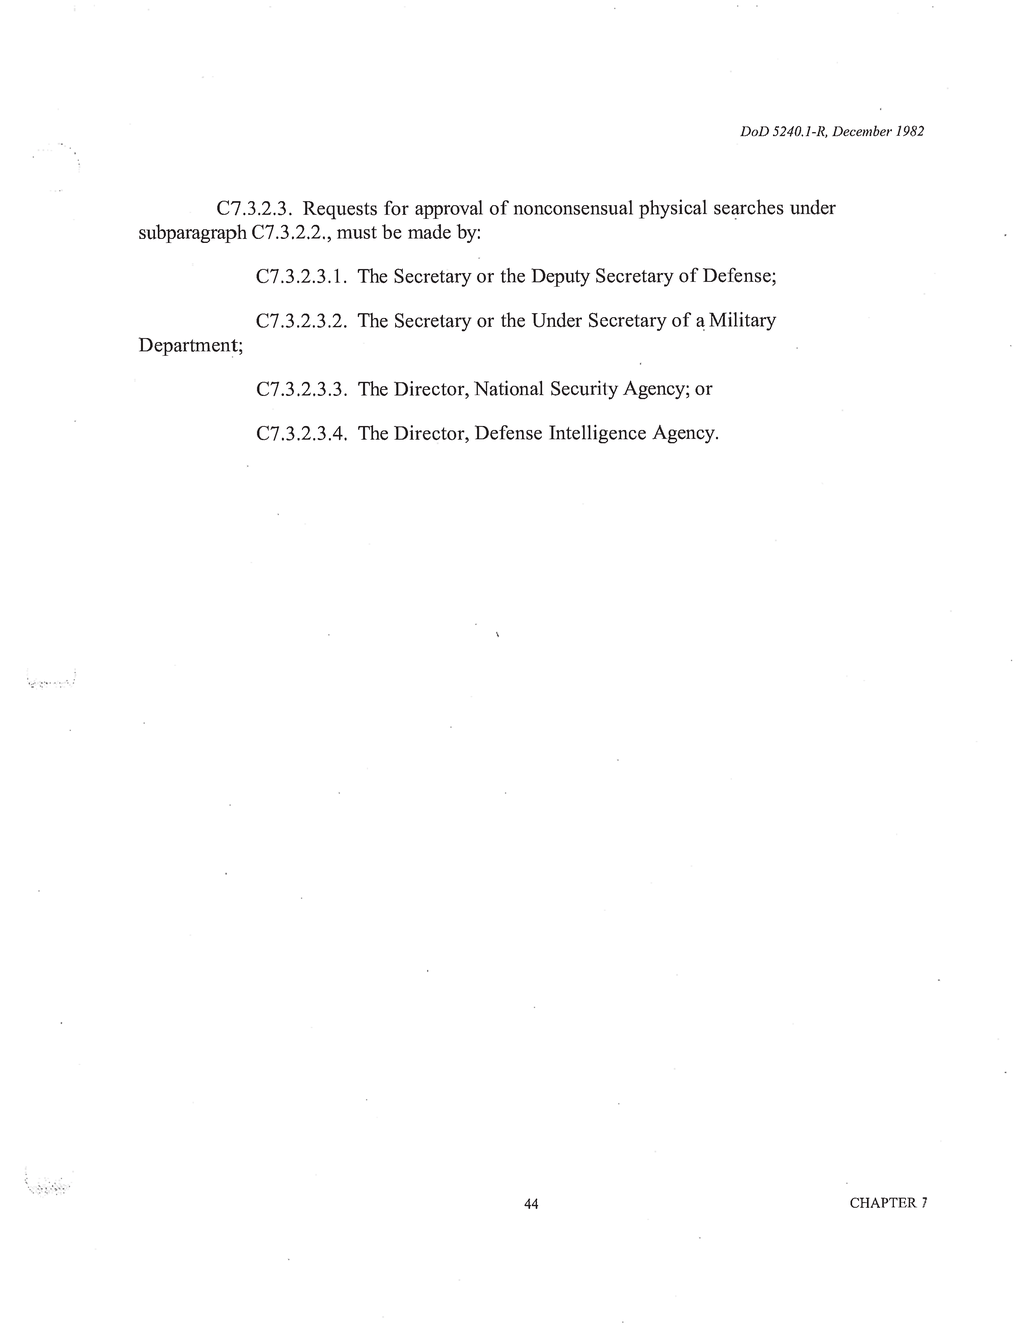 DoD 5240.1-R, December 1982
C7.3.2.3. Requests for approval of nonconsensual physical searches under
subparagraph C7.3.2.2., must be made by:
C7.3.2.3.1. The Secretary or the Deputy Secretary of Defense;
C7.3.2.3.2. The Secretary or the Under Secretary of a Military
Department;
C7.3.2.3.3. The Director, National Security Agency; or
C7.3.2.3.4. The Director, Defense Intelligence Agency.
44
CHAPTER 7